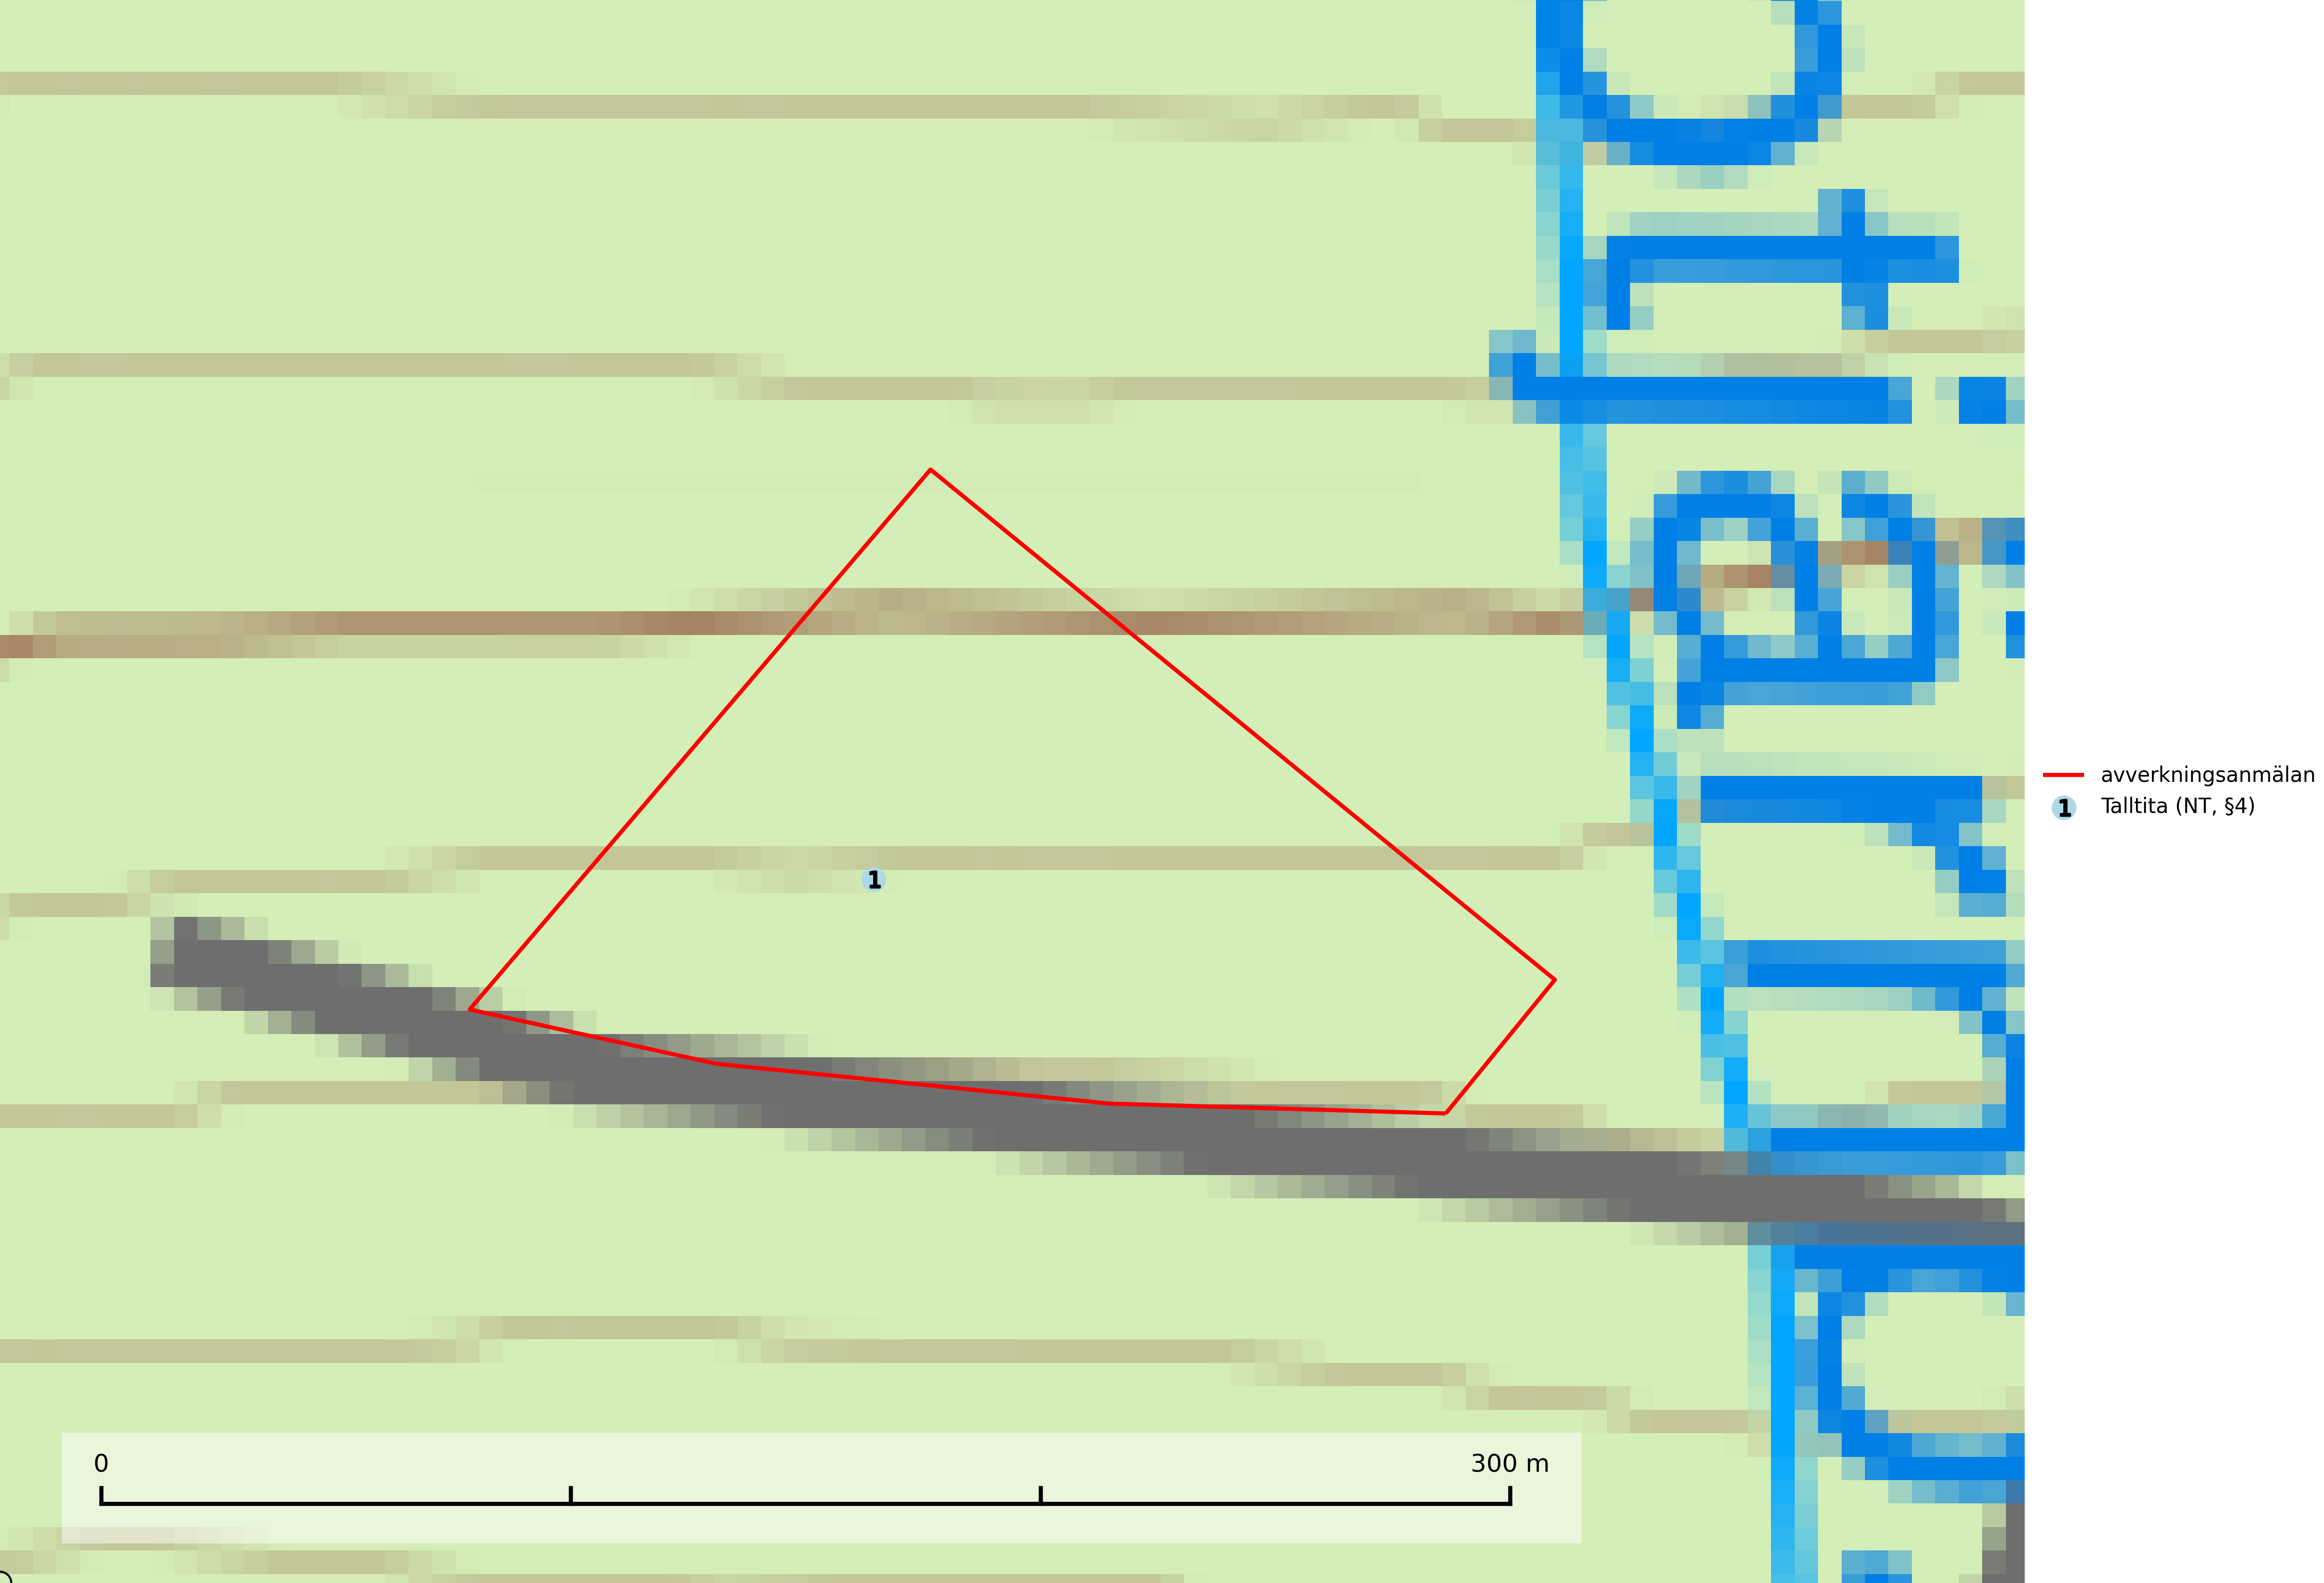 avverkningsanmälan
1 Talltita (NT, §4)
1
0 300 m